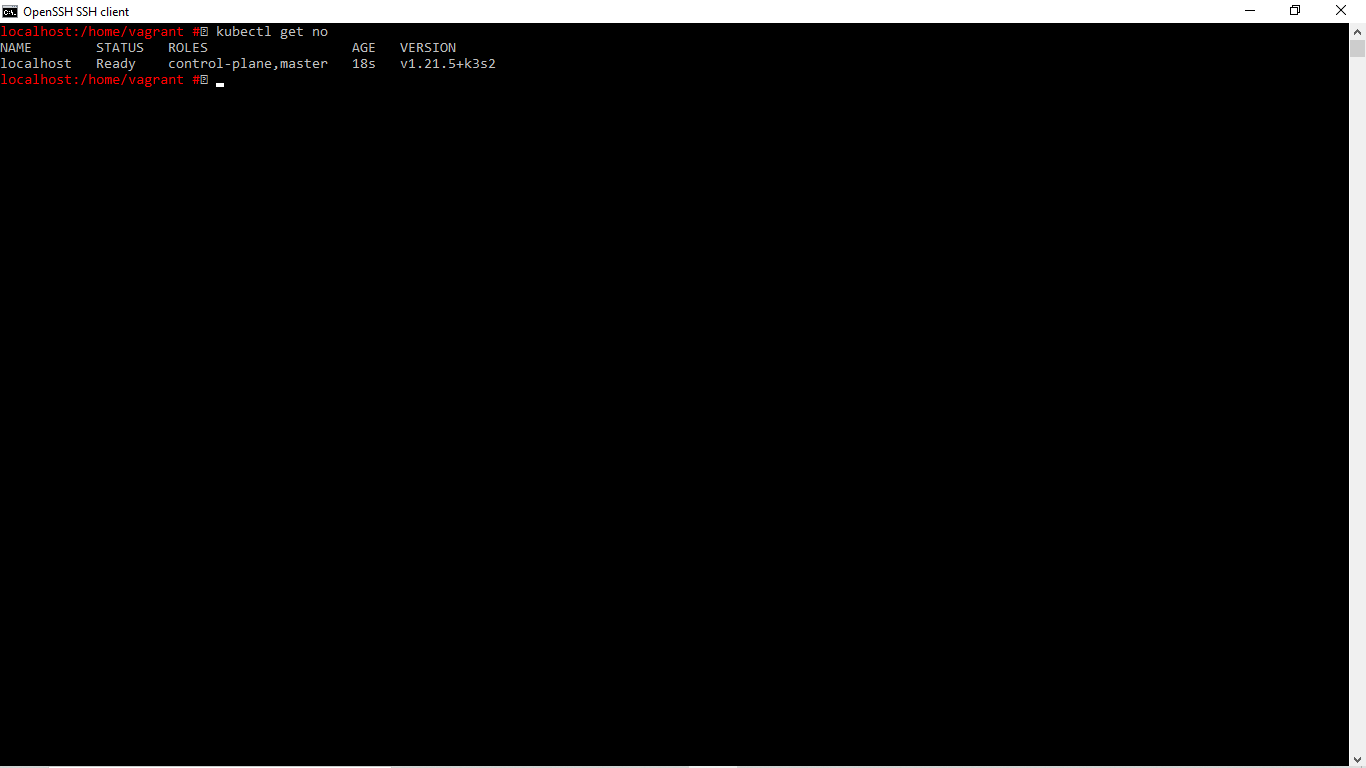 OpenSSH SSH client
localhost:/home/vagrant # kubectl get no
NAME        STATUS   ROLES                  AGE   VERSION
localhost   Ready    control-plane,master   18s   v1.21.5+k3s2
localhost:/home/vagrant #